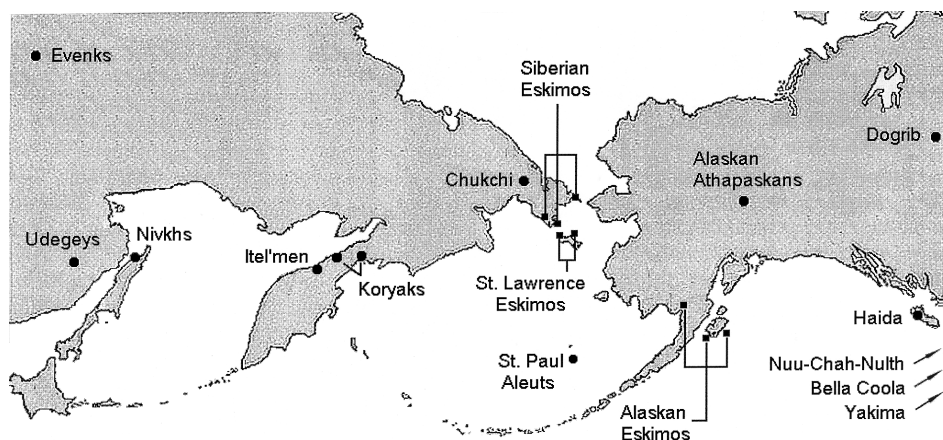 Evenks
Siberian
Eskimos
Dogrib
Alaskan
Athapaskans
Chukchi
Udegeys
Nivkhs
Itel'men
Koryaks
St. Lawrence
Eskimos
Haida
St. Paul
Aleuts
Nuu-Chah-Nulth
Bella Coola
Yakima
Alaskan
Eskimos